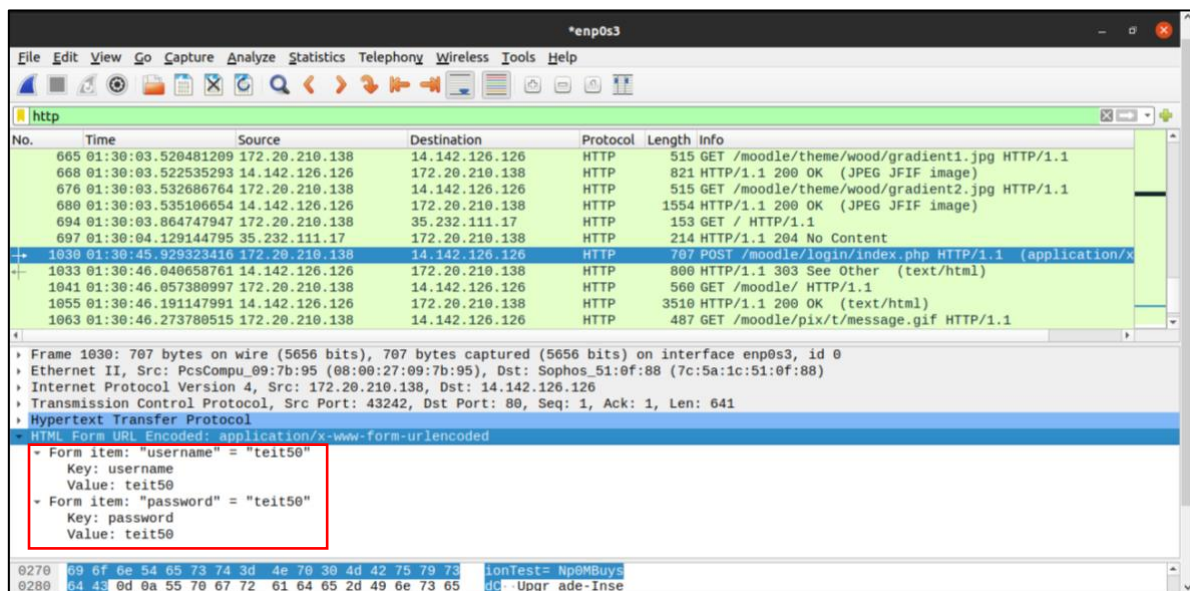 *enp0s3
File Edit View Go Capture Analyze Statistics Telephony Wireless Tools Help
http
No. Time Source Destination Protocol Length Info
665 01:30:03.520481209 172.20.210.138 14.142.126.126 HTTP 515 GET /moodle/theme/wood/gradient1.jpg HTTP/1.1
668 01:30:03.522535293 14.142.126.126 172.20.210.138 HTTP 821 HTTP/1.1 200 OK (JPEG JFIF image)
676 01:30:03.532686764 172.20.210.138 14.142.126.126 HTTP 515 GET /moodle/theme/wood/gradient2.jpg HTTP/1.1
680 01:30:03.535106654 14.142.126.126 172.20.210.138 HTTP 1554 HTTP/1.1 200 OK (JPEG JFIF image)
694 01:30:03.864747947 172.20.210.138 35.232.111.17 HTTP 153 GET / HTTP/1.1
697 01:30:04.129144795 35.232.111.17 172.20.210.138 HTTP 214 HTTP/1.1 204 No Content
1030 01:30:45.929323416 172.20.210.138 14.142.126.126 HTTP 707 POST /moodle/login/index.php HTTP/1.1 (application/x
1033 01:30:46.040658761 14.142.126.126 172.20.210.138 HTTP 800 HTTP/1.1 303 See Other (text/html)
1041 01:30:46.057380997 172.20.210.138 14.142.126.126 HTTP 560 GET /moodle/ HTTP/1.1
1055 01:30:46.191147991 14.142.126.126 172.20.210.138 HTTP 3510 HTTP/1.1 200 OK (text/html)
1063 01:30:46.273780515 172.20.210.138 14.142.126.126 HTTP 487 GET /moodle/pix/t/message.gif HTTP/1.1
Frame 1030: 707 bytes on wire (5656 bits), 707 bytes captured (5656 bits) on interface enp0s3, id 0
Ethernet II, Src: PcsCompu_09:7b:95 (08:00:27:09:7b:95), Dst: Sophos_51:0f:88 (7c:5a:1c:51:0f:88)
Internet Protocol Version 4, Src: 172.20.210.138, Dst: 14.142.126.126
Transmission Control Protocol, Src Port: 43242, Dst Port: 80, Seq: 1, Ack: 1, Len: 641
Hypertext Transfer Protocol
HTML Form URL Encoded: application/x-www-form-urlencoded
Form item: "username" = "teit50"
Key: username
Value: teit50
Form item: "password" = "teit50"
Key: password
Value: teit50
0270 69 6f 6e 54 65 73 74 3d 4e 70 30 4d 42 75 79 73 ionTest= Np0MBuys
0280 64 43 0d 0a 55 70 67 72 61 64 65 2d 49 6e 73 65 dC··Upgr ade-Inse